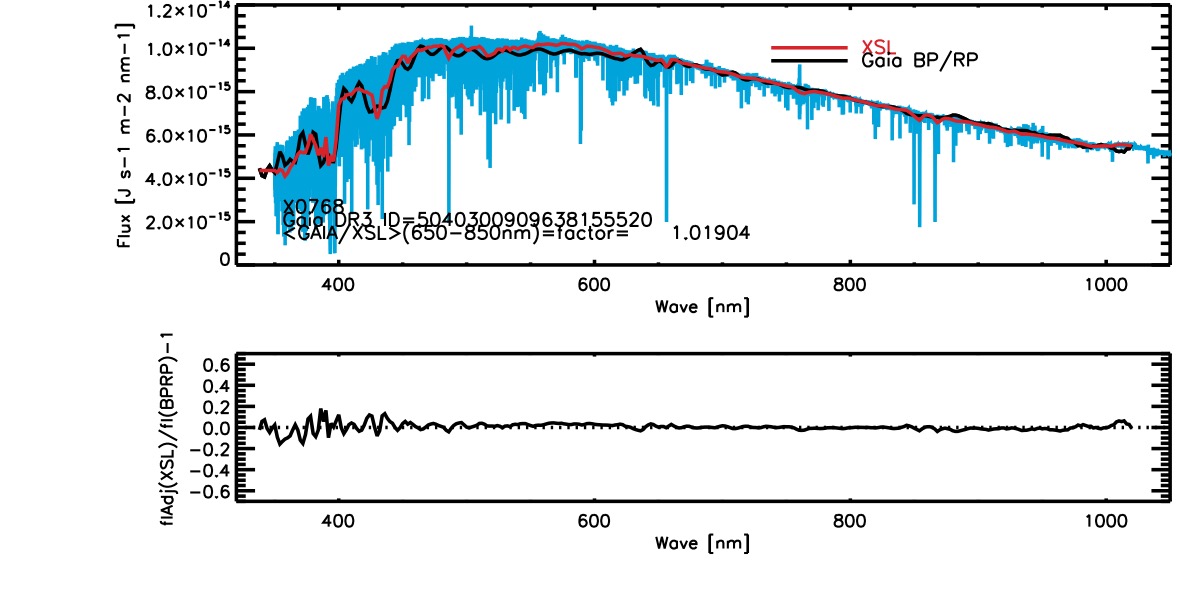 1.2×10−14
1.0×10−14
8.0×10−15
6.0×10−15
4.0×10−15
2.0×10−15
0
Flux [J s−1 m−2 nm−1]
XSL
Gaia BP/RP
X0768
Gaia DR3 ID=5040300909638155520
<GAIA/XSL>(650−850nm)=factor= 1.01904
400 600 800 1000
Wave [nm]
0.6
0.4
0.2
0.0
−0.2
−0.4
−0.6
flAdj(XSL)/fl(BPRP)−1
400 600 800 1000
Wave [nm]